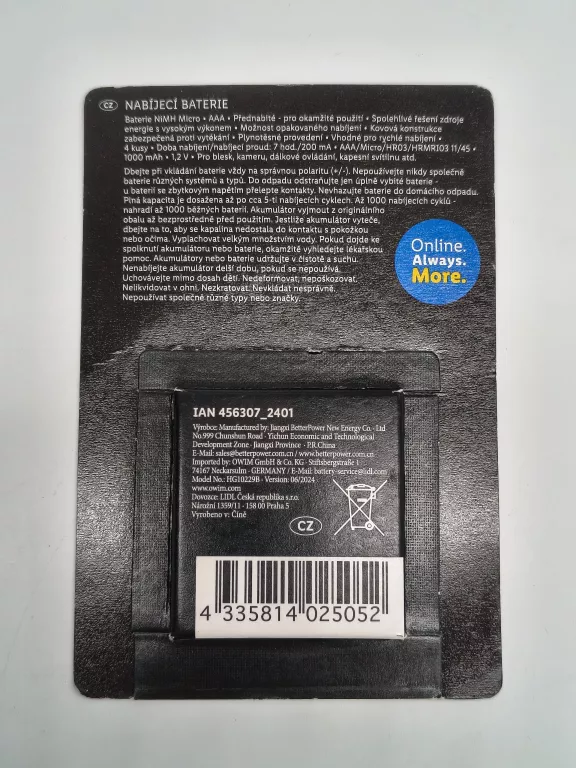 CZ NABÍJECÍ BATERIE
Baterie NiMH Micro • AAA • Přednabité - pro okamžité použití • Spolehlivé řešení zdroje
energie s vysokým výkonem • Možnost opakovaného nabíjení • Kovová konstrukce
zabezpečená proti vytékání • Plynotěsné provedení • Vhodné pro rychlé nabíjení •
4 kusy • Doba nabíjení/nabíjecí proud: 7 hod./200 mA • AAA/Micro/HR03/HRMRI03 11/45 •
1000 mAh • 1,2 V • Pro blesk, kameru, dálkové ovládání, kapesní svítilnu atd.
Dbejte při vkládání baterie vždy na správnou polaritu (+/-). Nepoužívejte nikdy společně
baterie různých systémů a typů. Do odpadu odstraňujte jen úplně vybité baterie -
u baterií se zbytkovým napětím přelepte kontakty. Nevhazujte baterie do domácího odpadu.
Plná kapacita je dosažena až po cca 5-ti nabíjecích cyklech. Až 1000 nabíjecích cyklů -
nahradí až 1000 běžných baterií. Akumulátor vyjmout z originálního
obalu až bezprostředně před použitím. Jestliže akumulátor vyteče,
dbejte na to, aby se kapalina nedostala do kontaktu s pokožkou
nebo očima. Vyplachovat velkým množstvím vody. Pokud dojde ke
spolknutí akumulátoru nebo baterie, okamžitě vyhledejte lékařskou
pomoc. Akumulátory nebo baterie udržujte v čistotě a suchu.
Nenabíjejte akumulátor delší dobu, pokud se nepoužívá.
Uchovávejte mimo dosah dětí. Nedeformovat, nepoškozovat.
Nelikvidovat v ohni. Nezkratovat. Nevkládat nesprávně.
Nepoužívat společně různé typy nebo značky.
Online.
Always.
More.
IAN 456307_2401
Výrobce: Manufactured by: Jiangxi BetterPower New Energy Co. · Ltd
No.999 Chunshun Road · Yichun Economic and Technological
Development Zone · Jiangxi Province · P.R.China
E-Mail: sales@betterpower.com.cn / www.betterpower.com.cn
Imported by: OWIM GmbH & Co. KG · Stiftsbergstraße 1
74167 Neckarsulm · GERMANY / E-Mail: battery-service@lidl.com
Model No.: HG10229B · Version: 06/2024
www.owim.com
Dovozce: LIDL Česká republika s.r.o.
Nárožní 1359/11 · 158 00 Praha 5
Vyrobeno v: Číně
CZ
4 335814 025052